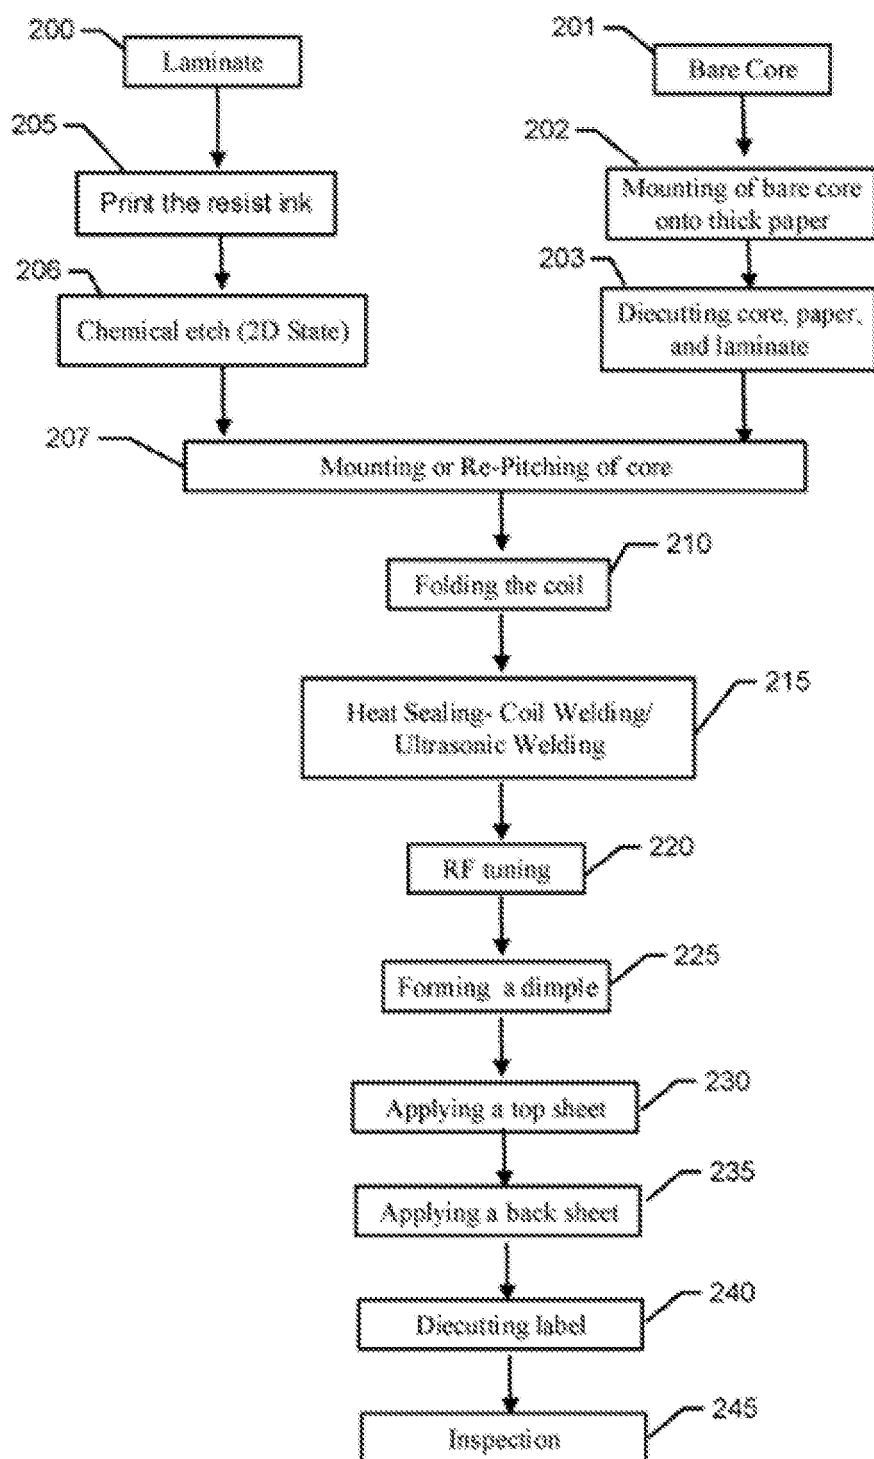 200
Laminate
201
Bare Core
205
Print the resist ink
202
Mounting of bare core
onto thick paper
206
Chemical etch (2D State)
203
Diecutting core, paper,
and laminate
207
Mounting or Re-Pitching of core
210
Folding the coil
215
Heat Sealing- Coil Welding/
Ultrasonic Welding
220
RF tuning
225
Forming a dimple
230
Applying a top sheet
235
Applying a back sheet
240
Diecutting label
245
Inspection